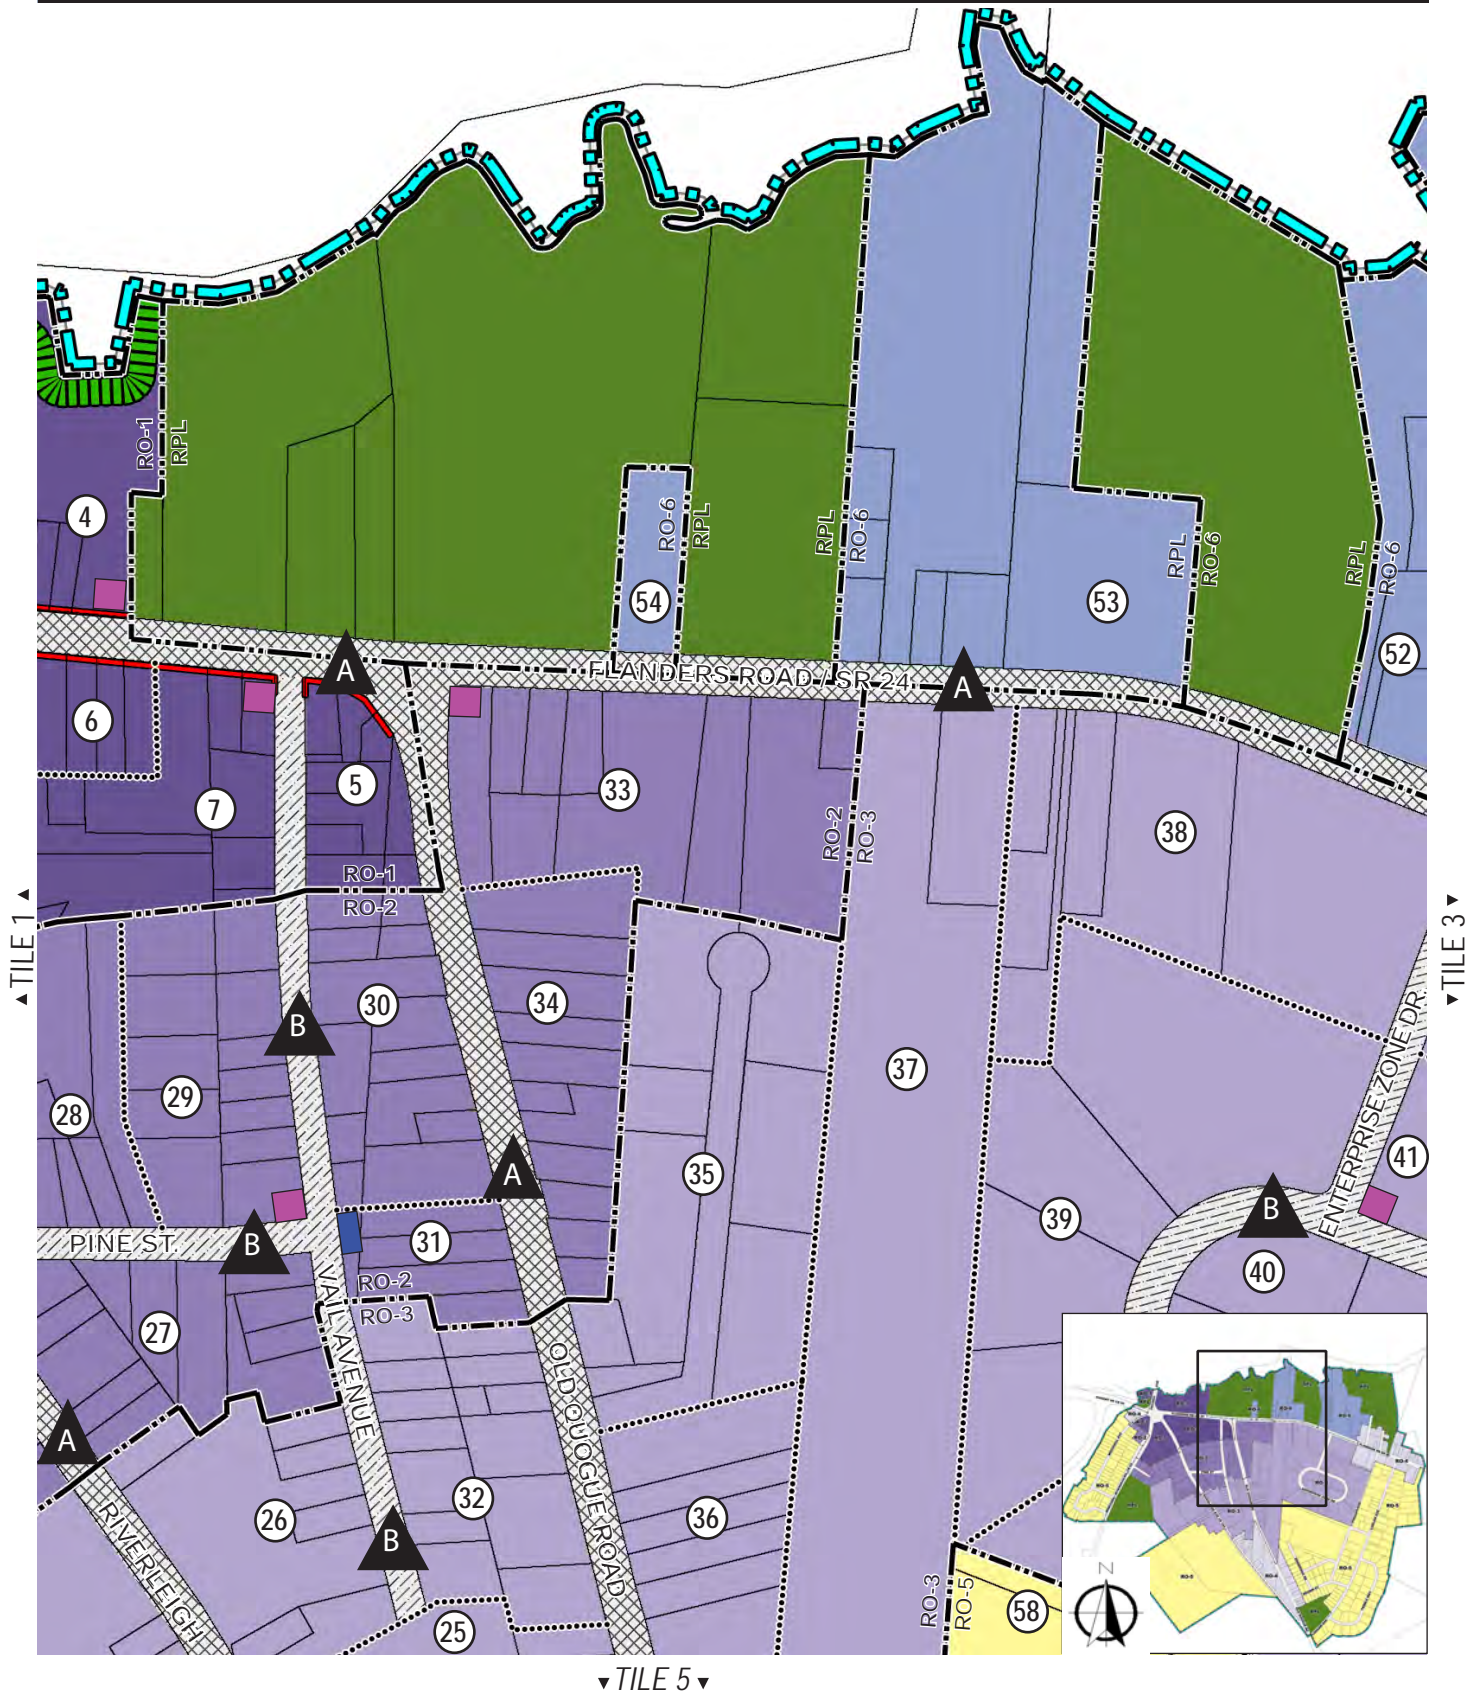 RO-1
RPL
4
RO-6
RPL
54
RPL
RO-6
53
RPL
RO-6
RPL
RO-6
52
A
FLANDERS ROAD / SR 24
A
6
7
5
33
RO-2
RO-3
38
RO-1
RO-2
◂ TILE 1 ◂
▾ TILE 3 ▾
30
34
B
37
29
28
35
A
41
39
ENTERPRISE ZONE DR.
B
40
PINE ST.
B
31
RO-2
RO-3
27
VAIL AVENUE
OLD QUOGUE ROAD
A
26
32
36
B
RIVERLEIGH
25
RO-3
RO-5
58
N
▾ TILE 5 ▾